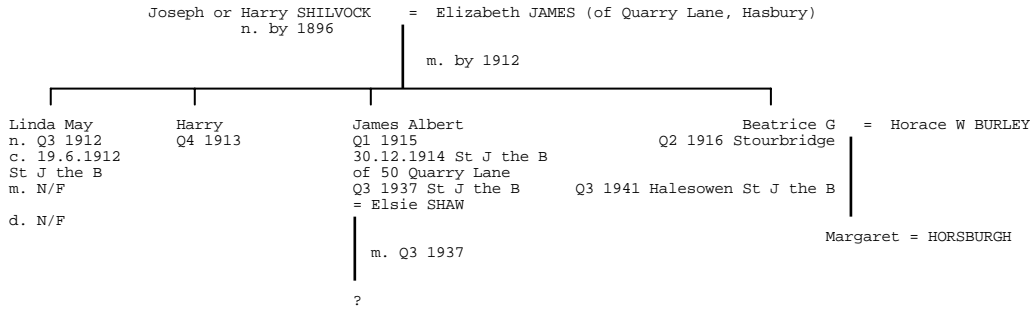 Joseph or Harry SHILVOCK = Elizabeth JAMES (of Quarry Lane, Hasbury)
n. by 1896
m. by 1912
Linda May
n. Q3 1912
c. 19.6.1912
St J the B
m. N/F
d. N/F
Harry
Q4 1913
James Albert
Q1 1915
30.12.1914 St J the B
of 50 Quarry Lane
Q3 1937 St J the B
= Elsie SHAW
m. Q3 1937
?
Beatrice G = Horace W BURLEY
Q2 1916 Stourbridge
Q3 1941 Halesowen St J the B
Margaret = HORSBURGH